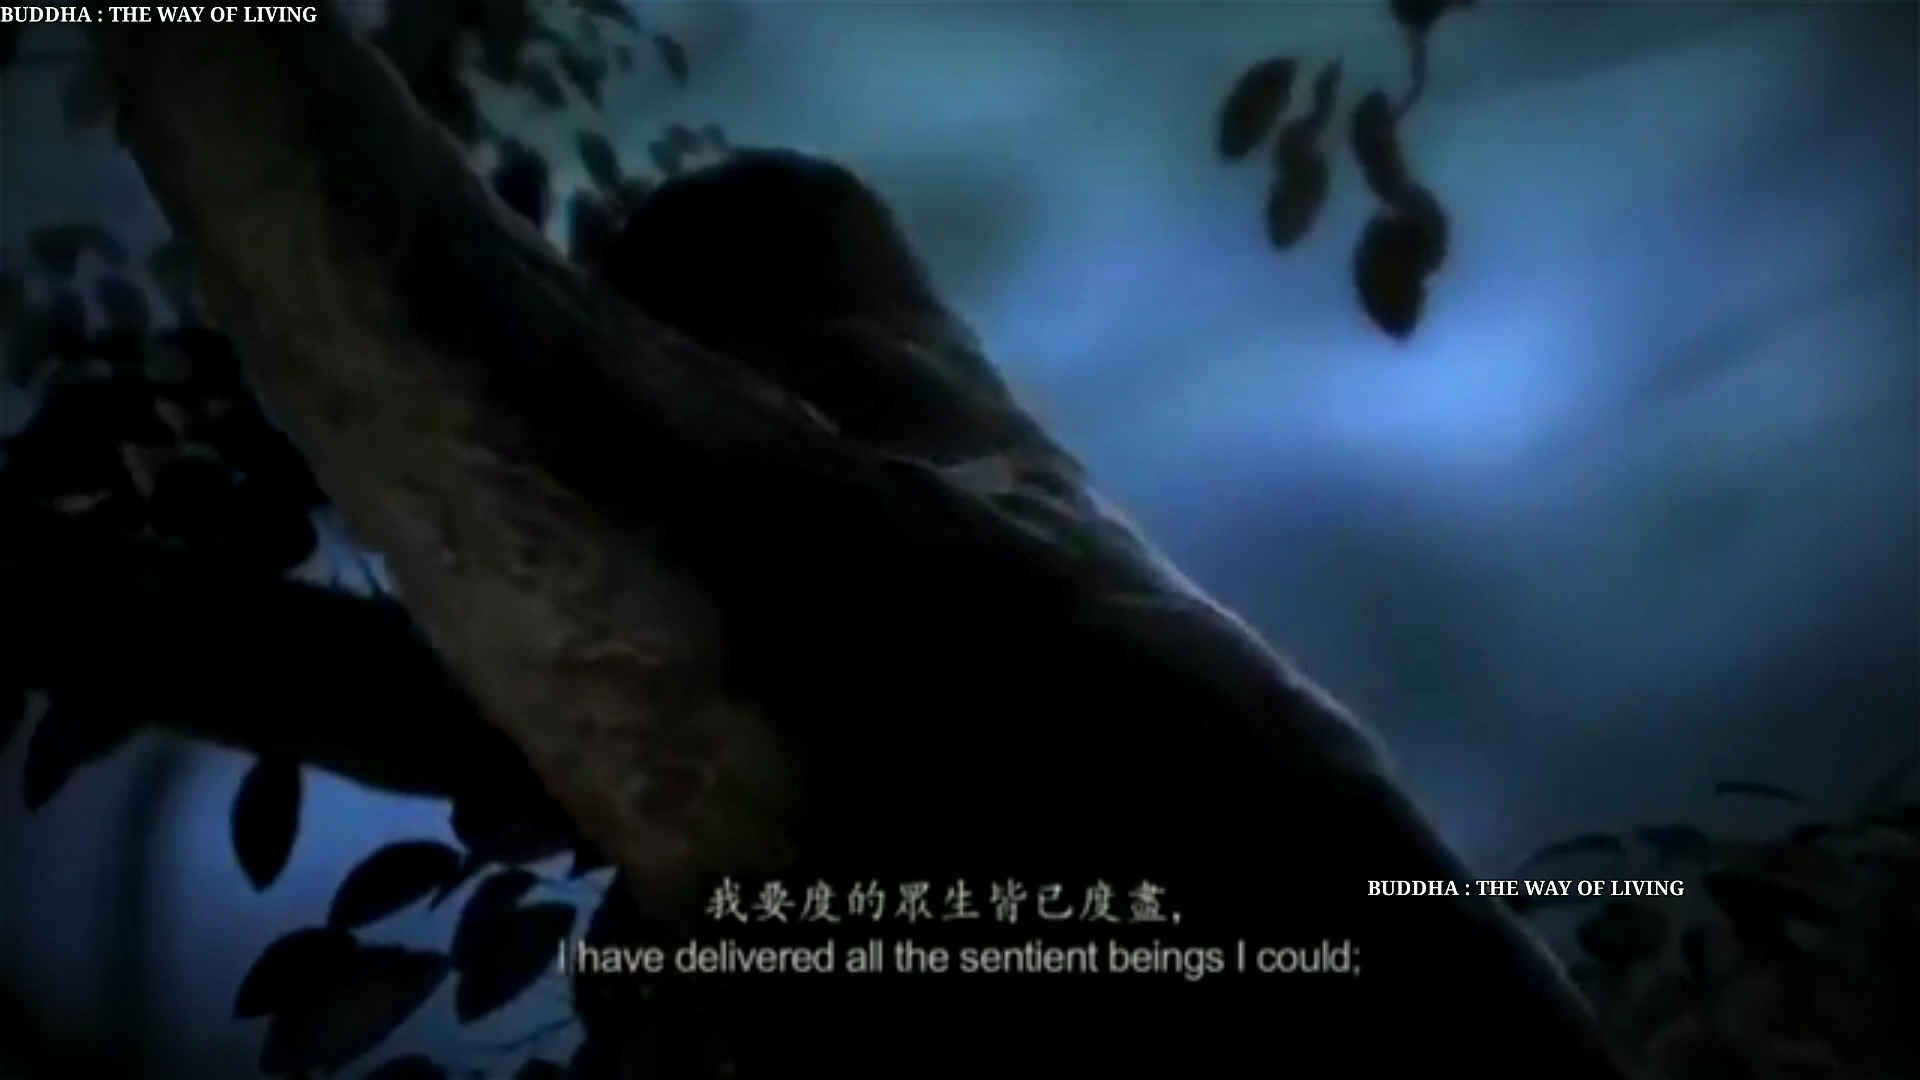 BUDDHA : THE WAY OF LIVING
我要度的眾生皆已度盡,
BUDDHA : THE WAY OF LIVING
I have delivered all the sentient beings I could;